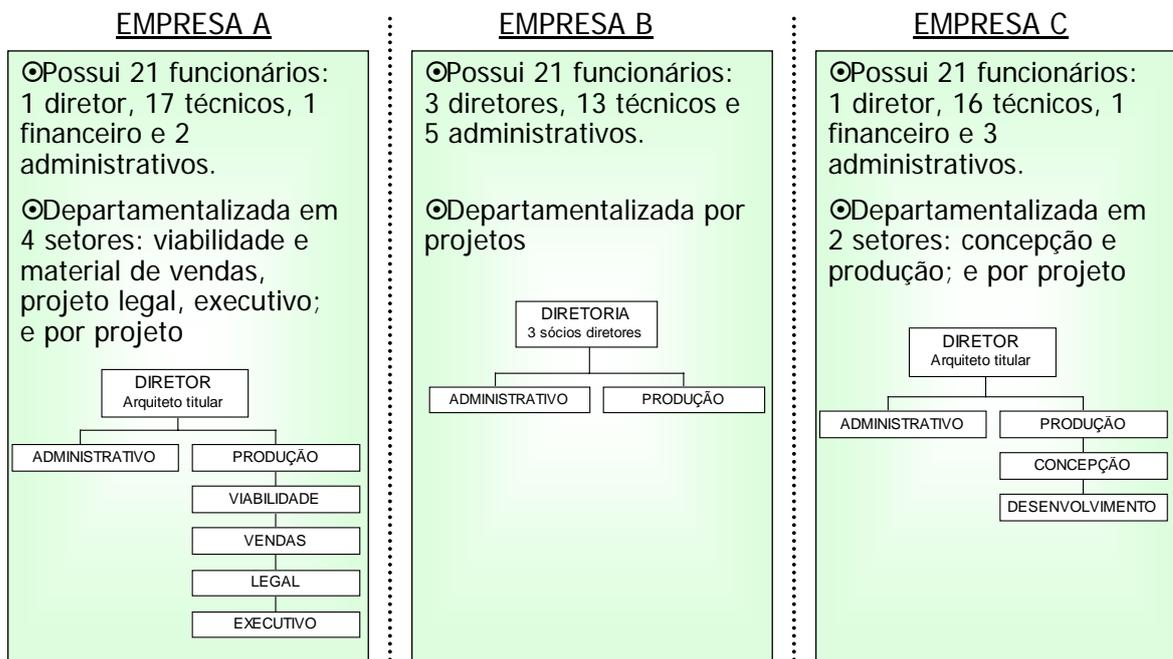 EMPRESA A
⊙Possui 21 funcionários:
1 diretor, 17 técnicos, 1
financeiro e 2
administrativos.
⊙Departamentalizada em
4 setores: viabilidade e
material de vendas,
projeto legal, executivo;
e por projeto
DIRETOR
Arquiteto titular
ADMINISTRATIVO
PRODUÇÃO
VIABILIDADE
VENDAS
LEGAL
EXECUTIVO
EMPRESA B
⊙Possui 21 funcionários:
3 diretores, 13 técnicos e
5 administrativos.
⊙Departamentalizada por
projetos
DIRETORIA
3 sócios diretores
ADMINISTRATIVO
PRODUÇÃO
EMPRESA C
⊙Possui 21 funcionários:
1 diretor, 16 técnicos, 1
financeiro e 3
administrativos.
⊙Departamentalizada em
2 setores: concepção e
produção; e por projeto
DIRETOR
Arquiteto titular
ADMINISTRATIVO
PRODUÇÃO
CONCEPÇÃO
DESENVOLVIMENTO